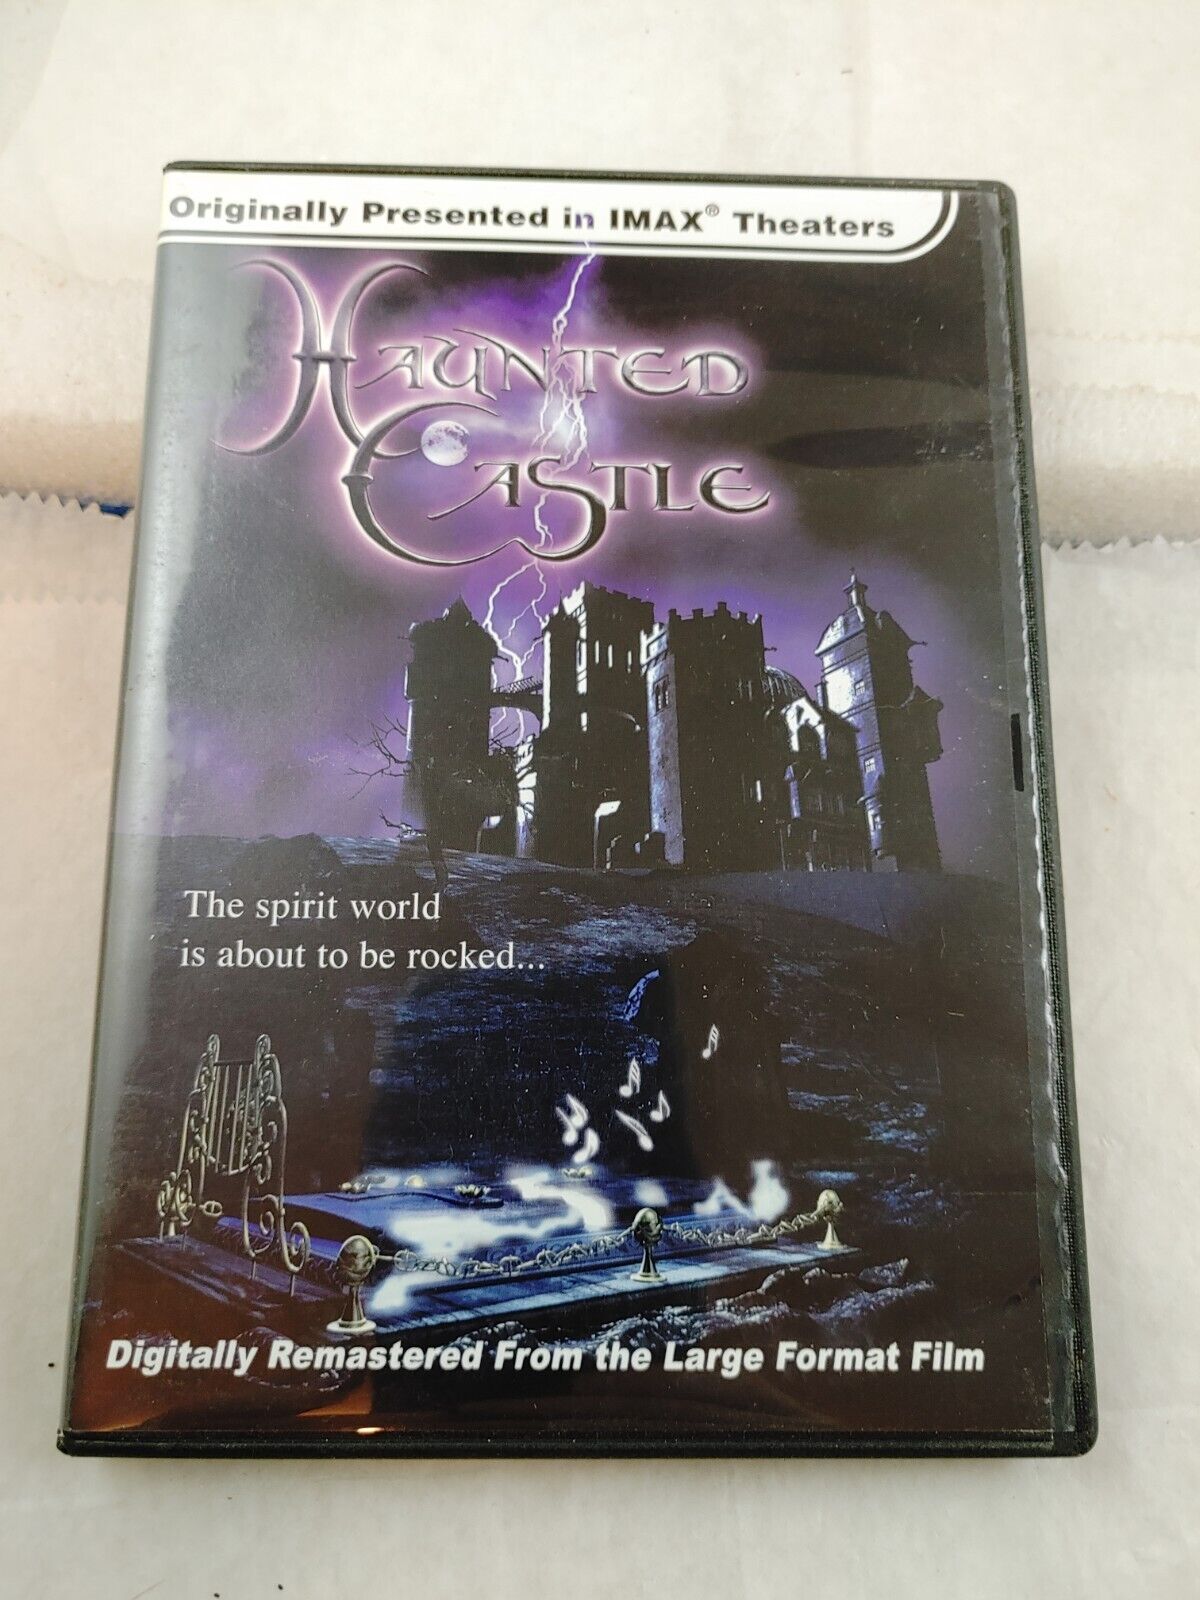 Originally Presented in IMAX® Theaters
HAUNTED
CASTLE
The spirit world
is about to be rocked...
Digitally Remastered From the Large Format Film